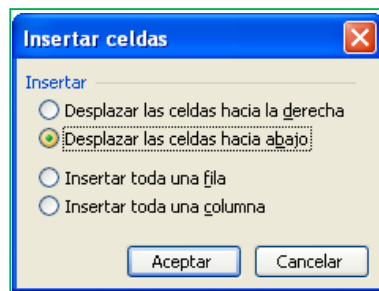 Insertar celdas
Insertar
Desplazar las celdas hacia la derecha
Desplazar las celdas hacia abajo
Insertar toda una fila
Insertar toda una columna
Aceptar Cancelar